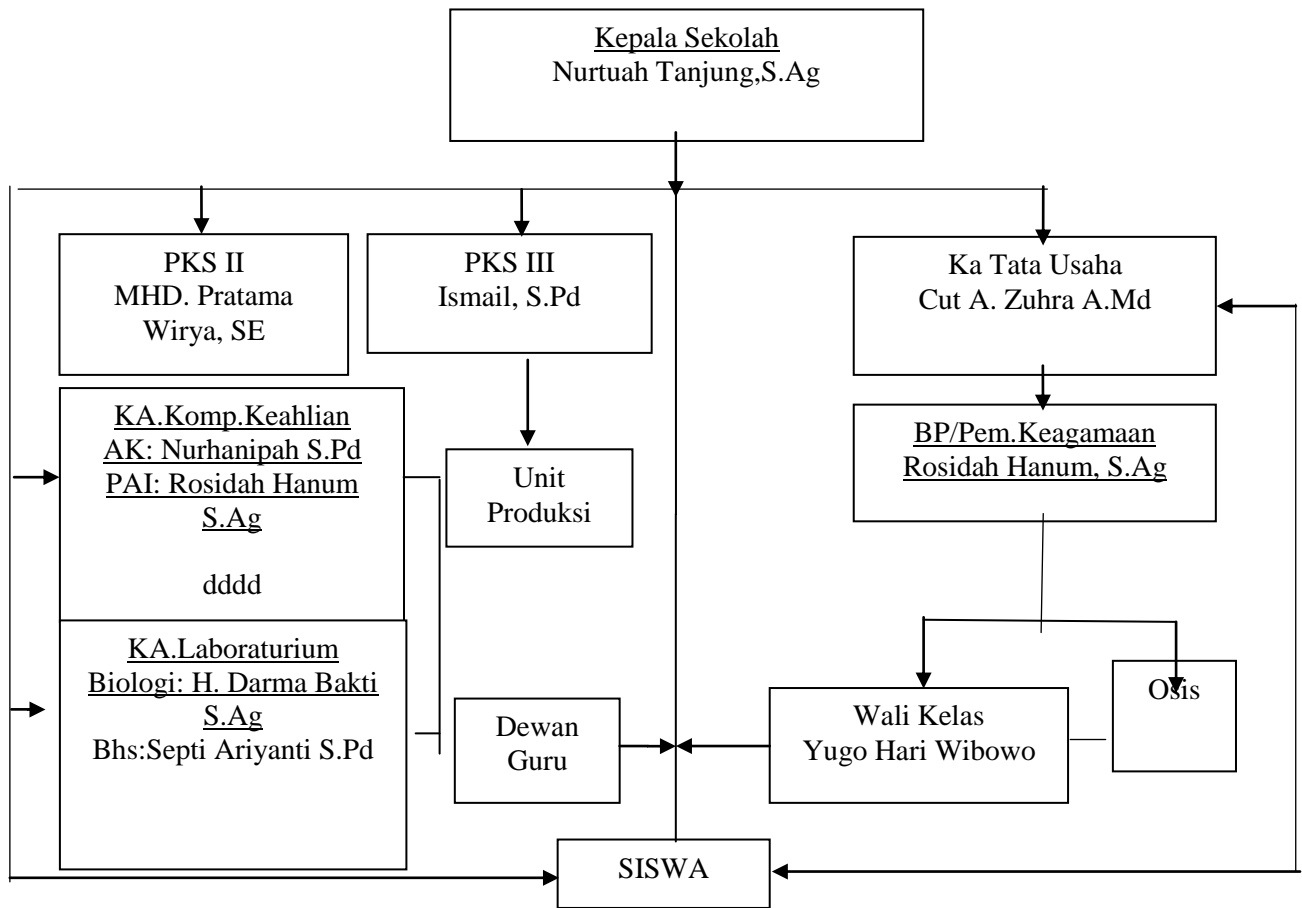 Kepala Sekolah
Nurtuah Tanjung,S.Ag
PKS II
MHD. Pratama
Wirya, SE
PKS III
Ismail, S.Pd
Ka Tata Usaha
Cut A. Zuhra A.Md
KA.Komp.Keahlian
AK: Nurhanipah S.Pd
PAI: Rosidah Hanum
S.Ag
dddd
Unit
Produksi
BP/Pem.Keagamaan
Rosidah Hanum, S.Ag
KA.Laboraturium
Biologi: H. Darma Bakti
S.Ag
Bhs:Septi Ariyanti S.Pd
Dewan
Guru
Wali Kelas
Yugo Hari Wibowo
Osis
SISWA